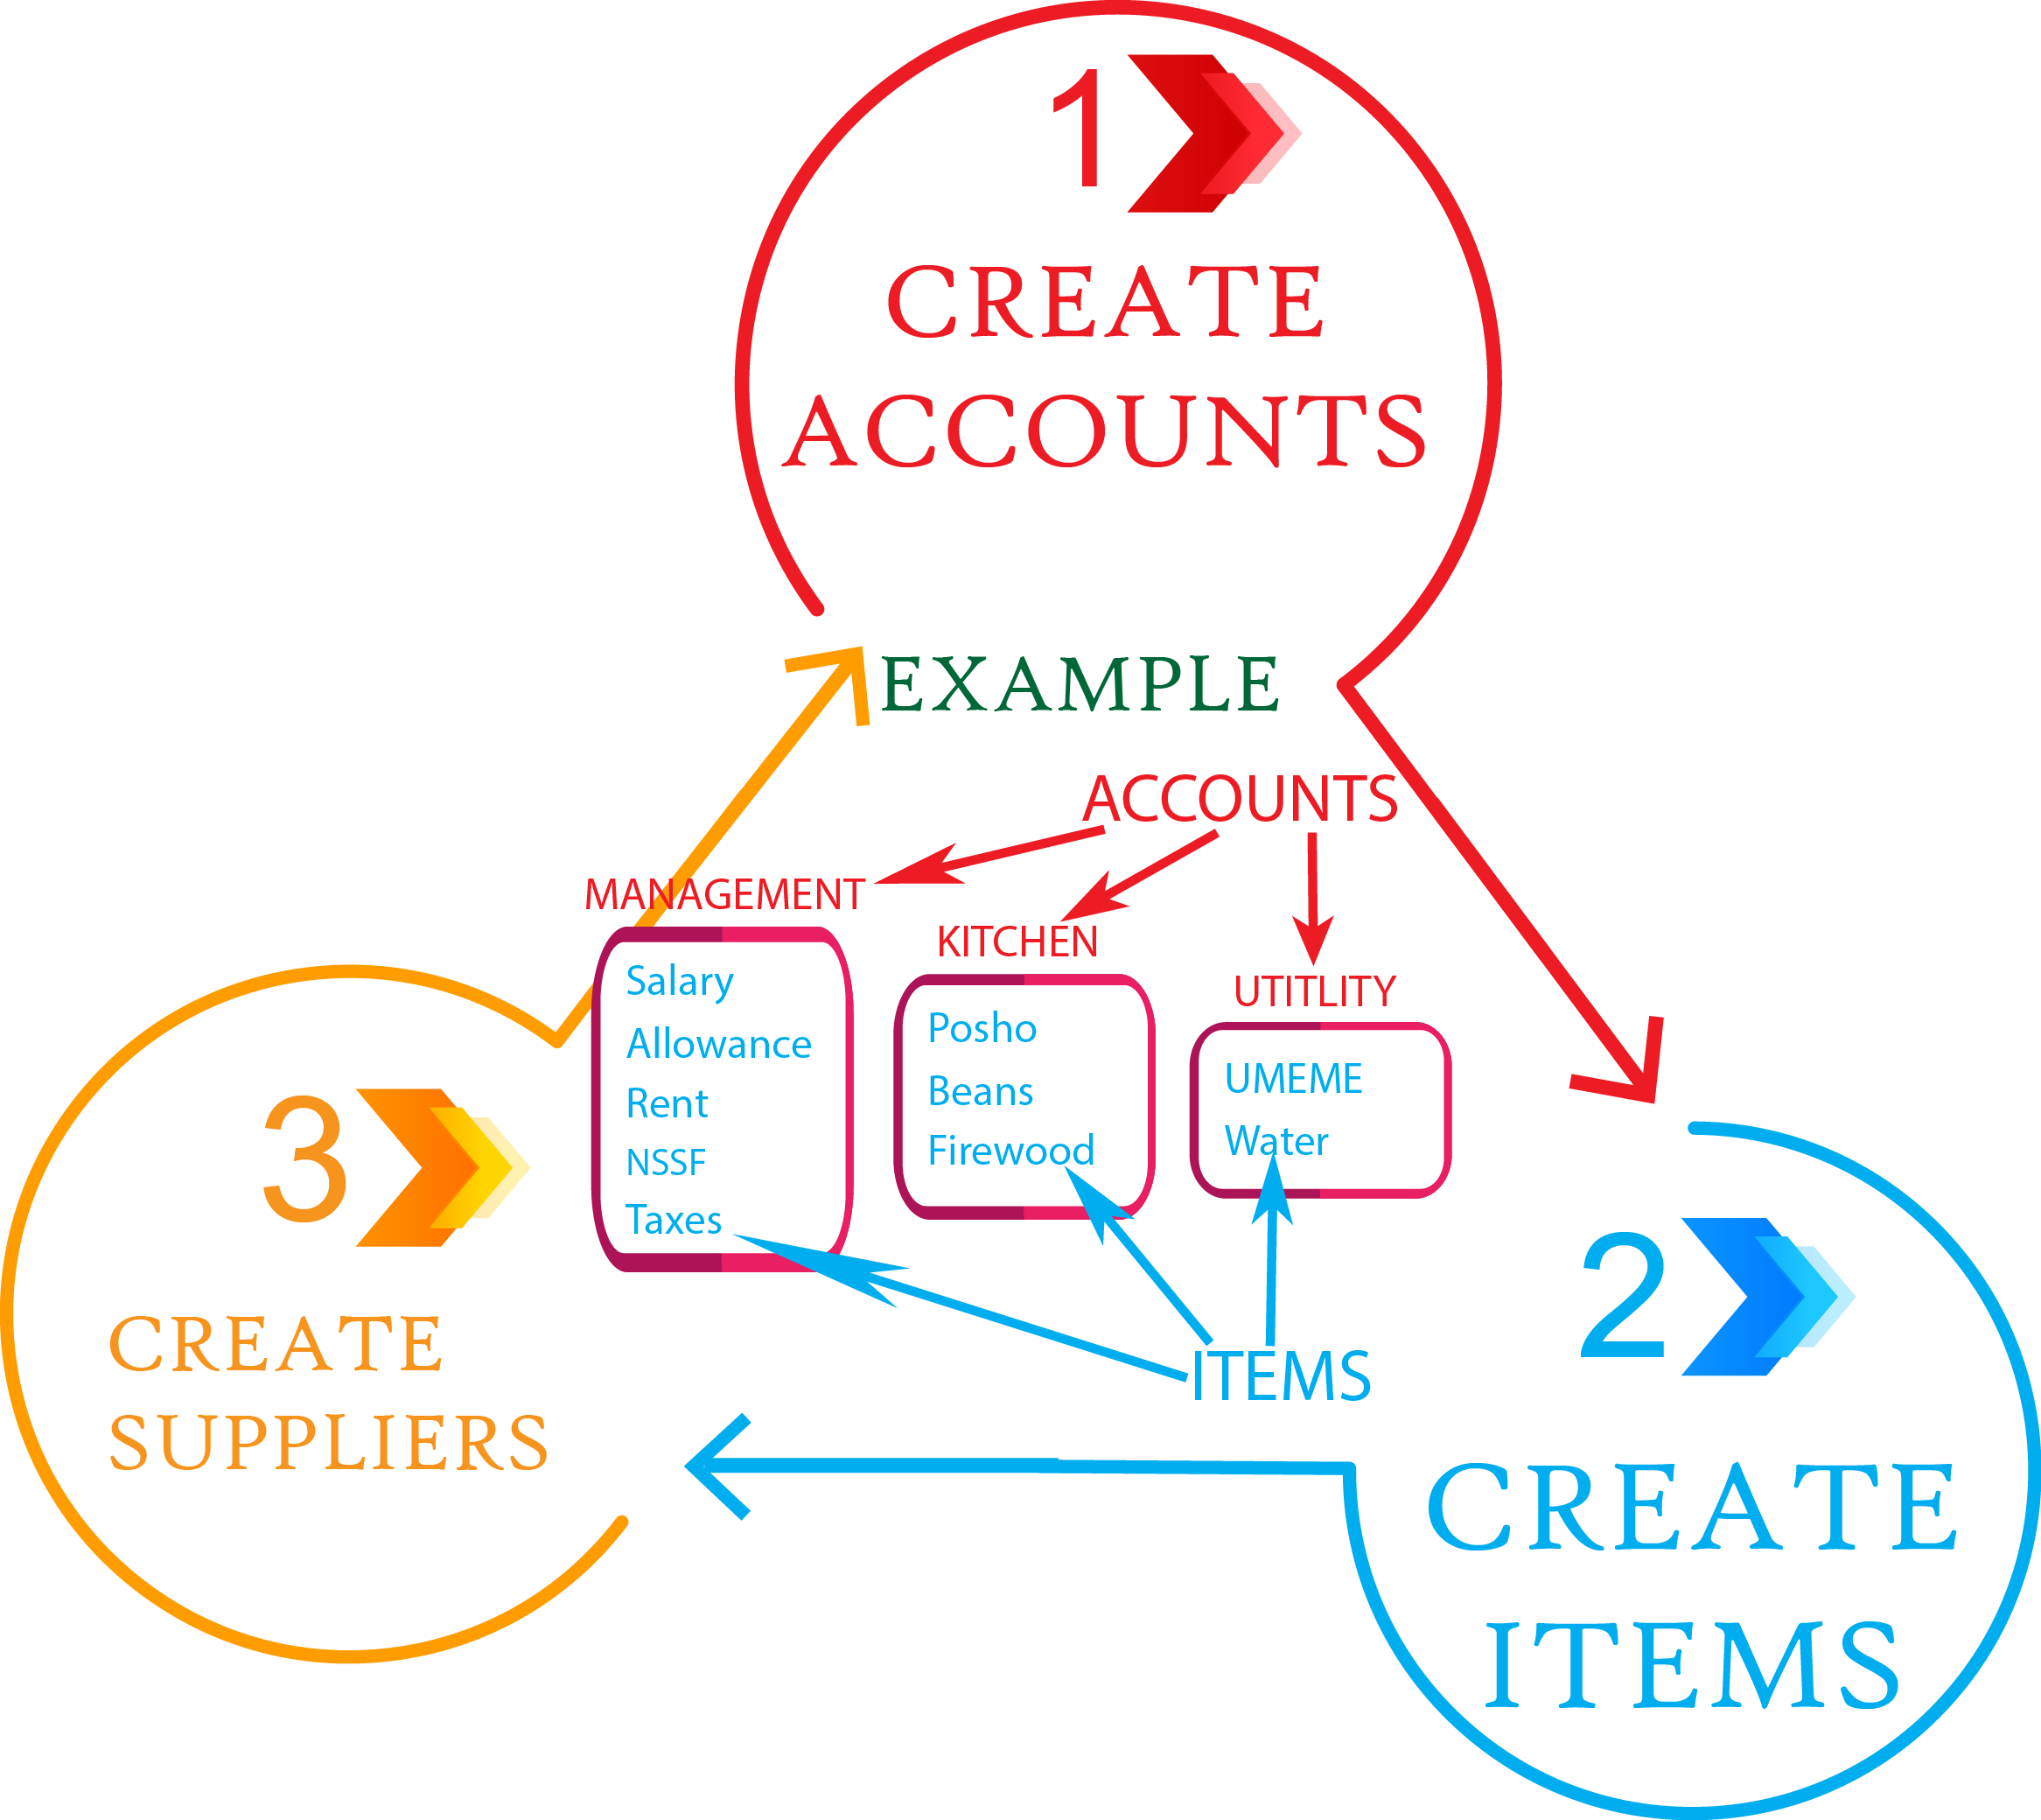 1
CREATE
ACCOUNTS
EXAMPLE
ACCOUNTS
MANAGEMENT
Salary
Allowance
Rent
NSSF
Taxes
KITCHEN
Posho
Beans
Firewood
UTITLITY
UMEME
Water
ITEMS
2
CREATE
ITEMS
3
CREATE
SUPPLIERS